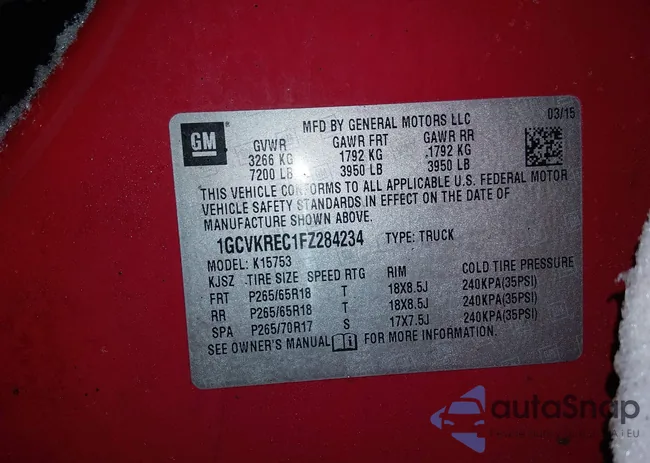 MFD BY GENERAL MOTORS LLC
03/15
GM
GVWR GAWR FRT GAWR RR
3266 KG 1792 KG 1792 KG
7200 LB 3950 LB 3950 LB
THIS VEHICLE CONFORMS TO ALL APPLICABLE U.S. FEDERAL MOTOR
VEHICLE SAFETY STANDARDS IN EFFECT ON THE DATE OF
MANUFACTURE SHOWN ABOVE.
1GCVKREC1FZ284234 TYPE: TRUCK
MODEL: K15753
KJSZ TIRE SIZE SPEED RTG RIM COLD TIRE PRESSURE
FRT P265/65R18 T 18X8.5J 240KPA(35PSI)
RR P265/65R18 T 18X8.5J 240KPA(35PSI)
SPA P265/70R17 S 17X7.5J 240KPA(35PSI)
SEE OWNER'S MANUAL FOR MORE INFORMATION.
autaSnap